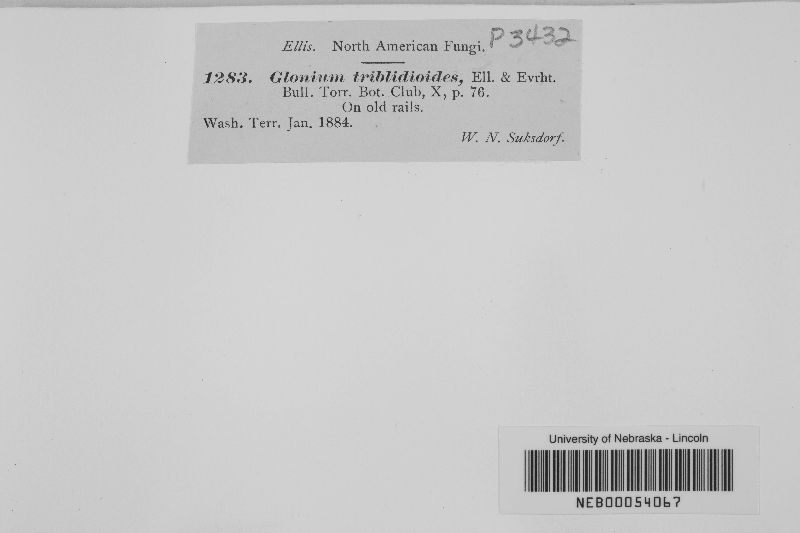 Ellis. North American Fungi. P 3432
1283. Glonium triblidioides, Ell. & Evrht.
Bull. Torr. Bot. Club, X, p. 76.
On old rails.
Wash. Terr. Jan. 1884.
W. N. Suksdorf.
University of Nebraska - Lincoln
NEB00054067